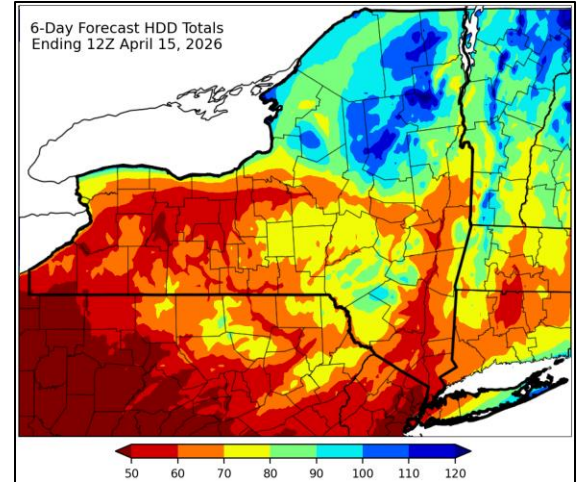 6-Day Forecast HDD Totals
Ending 12Z April 15, 2026
50 60 70 80 90 100 110 120